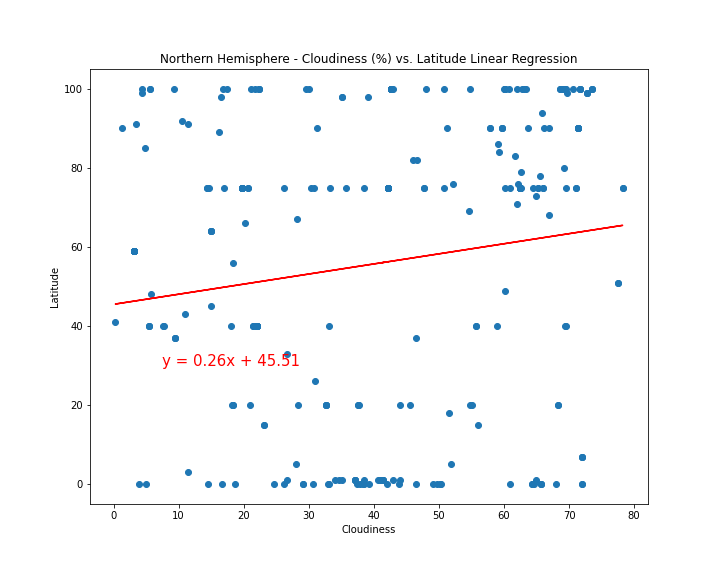 Northern Hemisphere - Cloudiness (%) vs. Latitude Linear Regression
100
80
60
40
20
0
Latitude
y = 0.26x + 45.51
0 10 20 30 40 50 60 70 80
Cloudiness